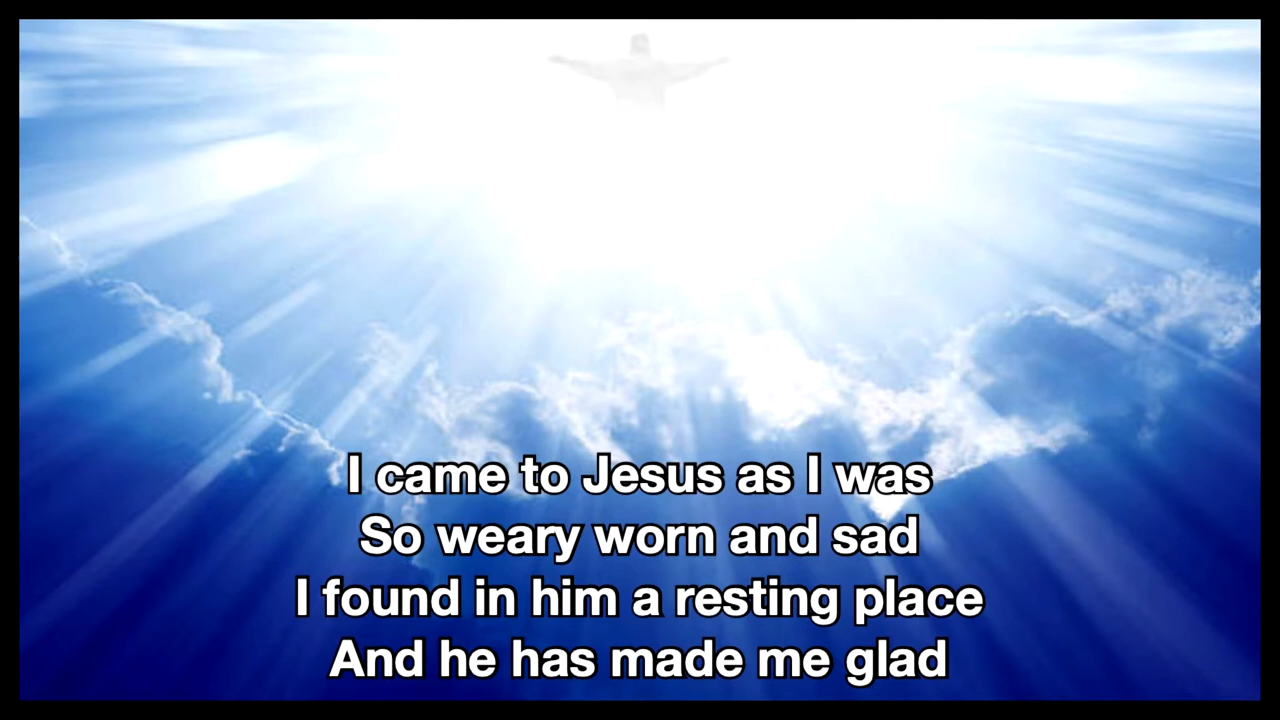 I came to Jesus as I was
So weary worn and sad
I found in him a resting place
And he has made me glad